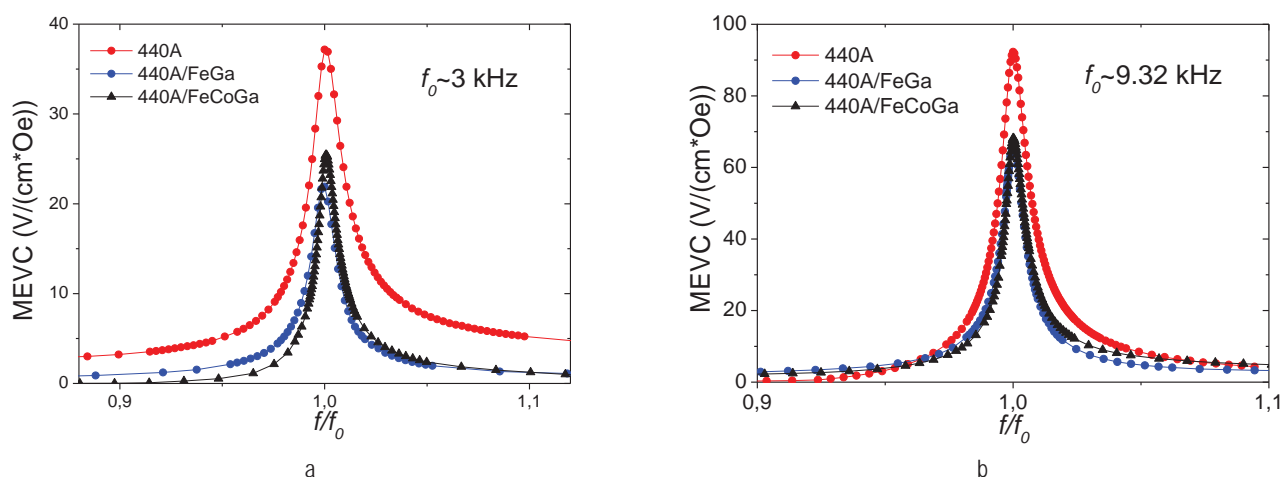 40
30
20
10
0
MEVC (V/(cm*Oe))
440A
440A/FeGa
440A/FeCoGa
f₀~3 kHz
0,9
1,0
1,1
f/f₀
a
100
80
60
40
20
0
MEVC (V/(cm*Oe))
440A
440A/FeGa
440A/FeCoGa
f₀~9.32 kHz
0,9
1,0
1,1
f/f₀
b